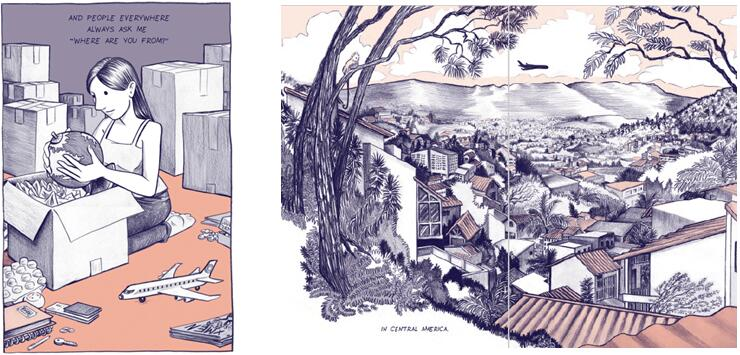 AND PEOPLE EVERYWHERE
ALWAYS ASK ME
"WHERE ARE YOU FROM?"
IN CENTRAL AMERICA.